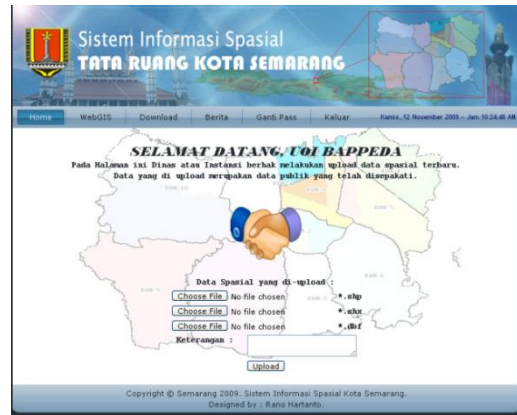 Sistem Informasi Spasial
TATA RUANG KOTA SEMARANG
Home WebGIS Download Berita Ganti Pass Keluar Kamis, 12 November 2009 - Jam 10:24:48 AM
SELAMAT DATANG, UOI BAPPEDA
Pada Halaman ini Dinas atau Instansi berhak melakukan upload data spasial terbaru.
Data yang di upload merupakan data publik yang telah disepakati.
Data Spasial yang di-upload :
Choose File No file chosen *.shp
Choose File No file chosen *.shx
Choose File No file chosen *.dbf
Keterangan :
Upload
Copyright © Semarang 2009. Sistem Informasi Spasial Kota Semarang.
Designed by : Rano Hartanto.